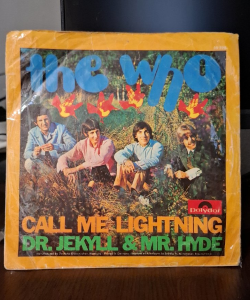 the who
Polydor
CALL ME LIGHTNING
DR. JEKYLL & MR. HYDE